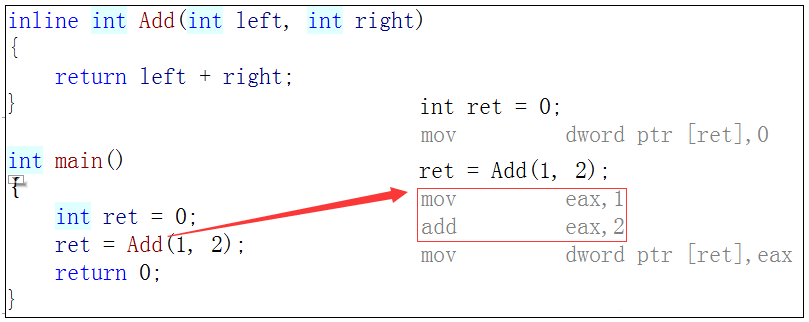 inline int Add(int left, int right)
{
    return left + right;
}
int main()
{
    int ret = 0;
    ret = Add(1, 2);
    return 0;
}
int ret = 0;
mov dword ptr [ret],0
ret = Add(1, 2);
mov eax,1
add eax,2
mov dword ptr [ret],eax